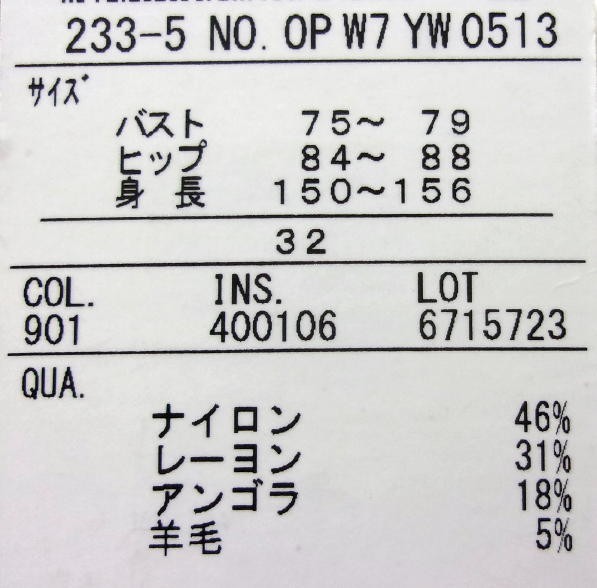 233-5 NO. OP W7 YW 0513
サイズ
バスト 75～ 79
ヒップ 84～ 88
身 長 150～156
32
COL. INS. LOT
901 400106 6715723
QUA.
ナイロン 46%
レーヨン 31%
アンゴラ 18%
羊毛 5%